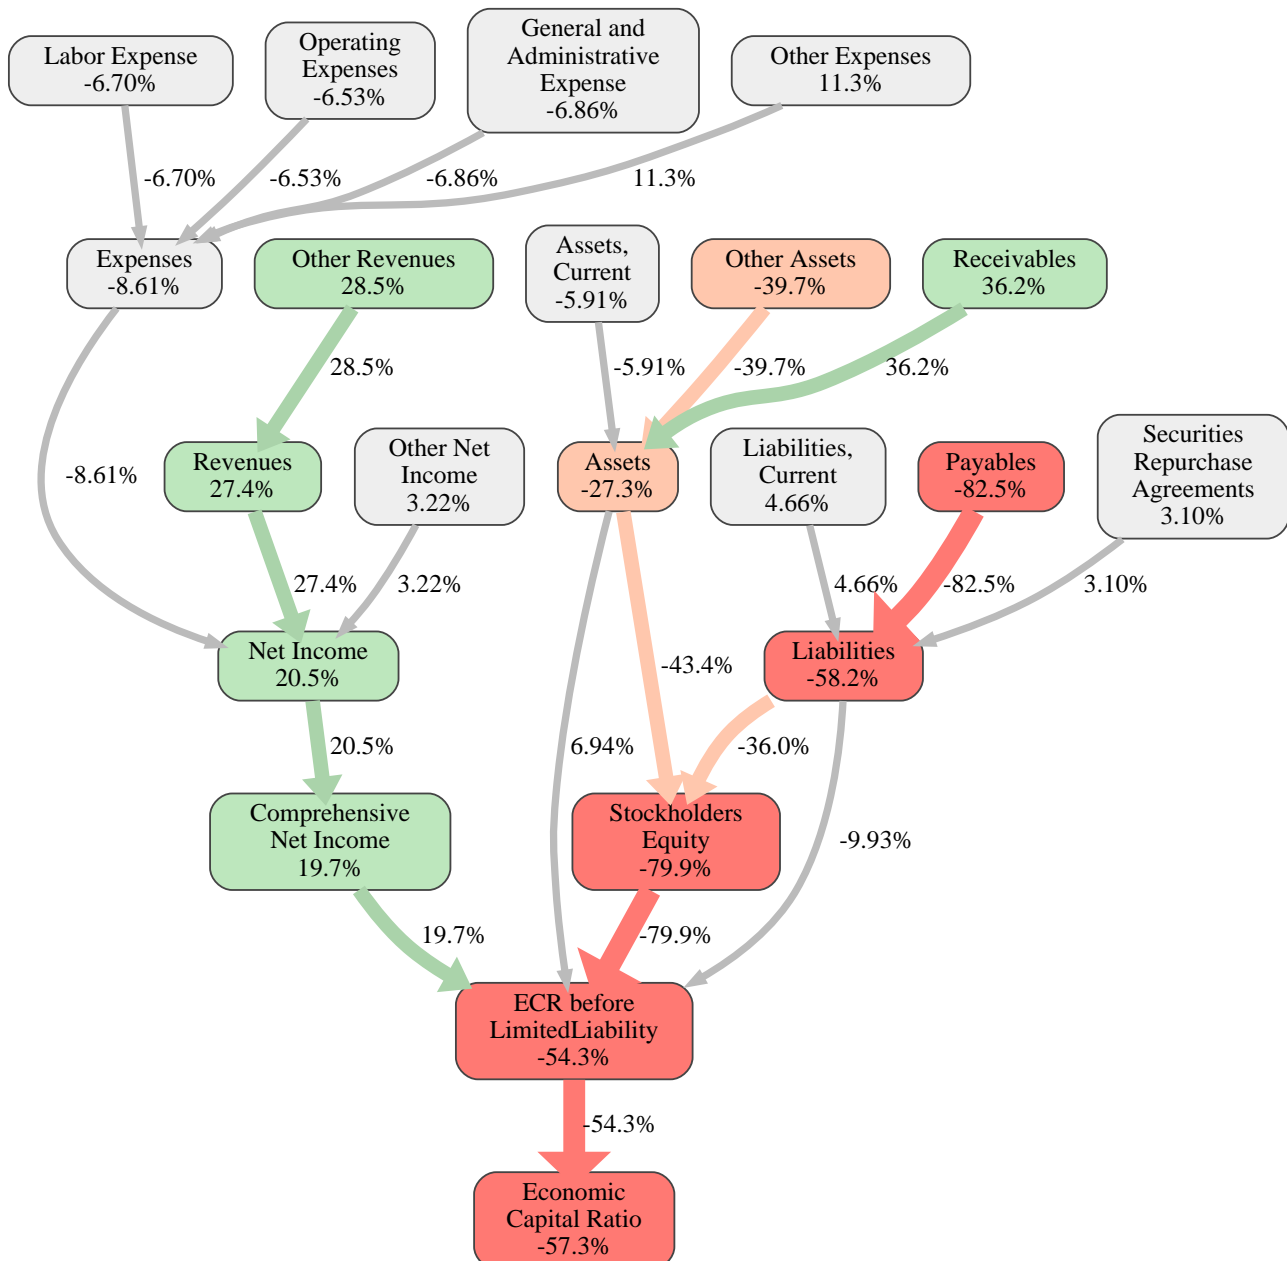 Labor Expense
-6.70%
Operating
Expenses
-6.53%
General and
Administrative
Expense
-6.86%
Other Expenses
11.3%
-6.70%
-6.53%
-6.86%
11.3%
Expenses
-8.61%
Other Revenues
28.5%
Assets,
Current
-5.91%
Other Assets
-39.7%
Receivables
36.2%
28.5%
-5.91%
-39.7%
36.2%
-8.61%
Revenues
27.4%
Other Net
Income
3.22%
Assets
-27.3%
Liabilities,
Current
4.66%
Payables
-82.5%
Securities
Repurchase
Agreements
3.10%
27.4%
3.22%
4.66%
-82.5%
3.10%
Net Income
20.5%
-43.4%
Liabilities
-58.2%
20.5%
6.94%
-36.0%
Comprehensive
Net Income
19.7%
Stockholders
Equity
-79.9%
-9.93%
19.7%
-79.9%
ECR before
LimitedLiability
-54.3%
-54.3%
Economic
Capital Ratio
-57.3%